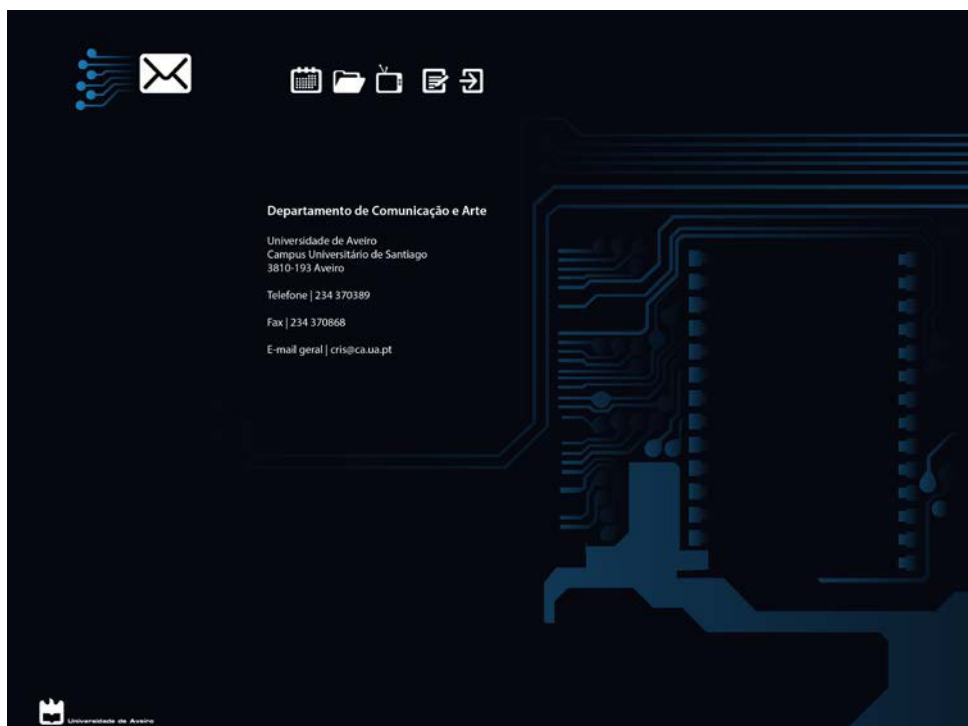 Departamento de Comunicação e Arte
Universidade de Aveiro
Campus Universitário de Santiago
3810-193 Aveiro
Telefone | 234 370389
Fax | 234 370868
E-mail geral | cris@ca.ua.pt
Universidade de Aveiro